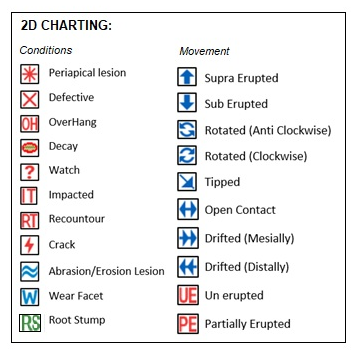 2D CHARTING:
Conditions
Periapical lesion
Defective
OH OverHang
Decay
? Watch
IT Impacted
RT Recountour
Crack
Abrasion/Erosion Lesion
W Wear Facet
RS Root Stump
Movement
Supra Erupted
Sub Erupted
Rotated (Anti Clockwise)
Rotated (Clockwise)
Tipped
Open Contact
Drifted (Mesially)
Drifted (Distally)
UE Un erupted
PE Partially Erupted